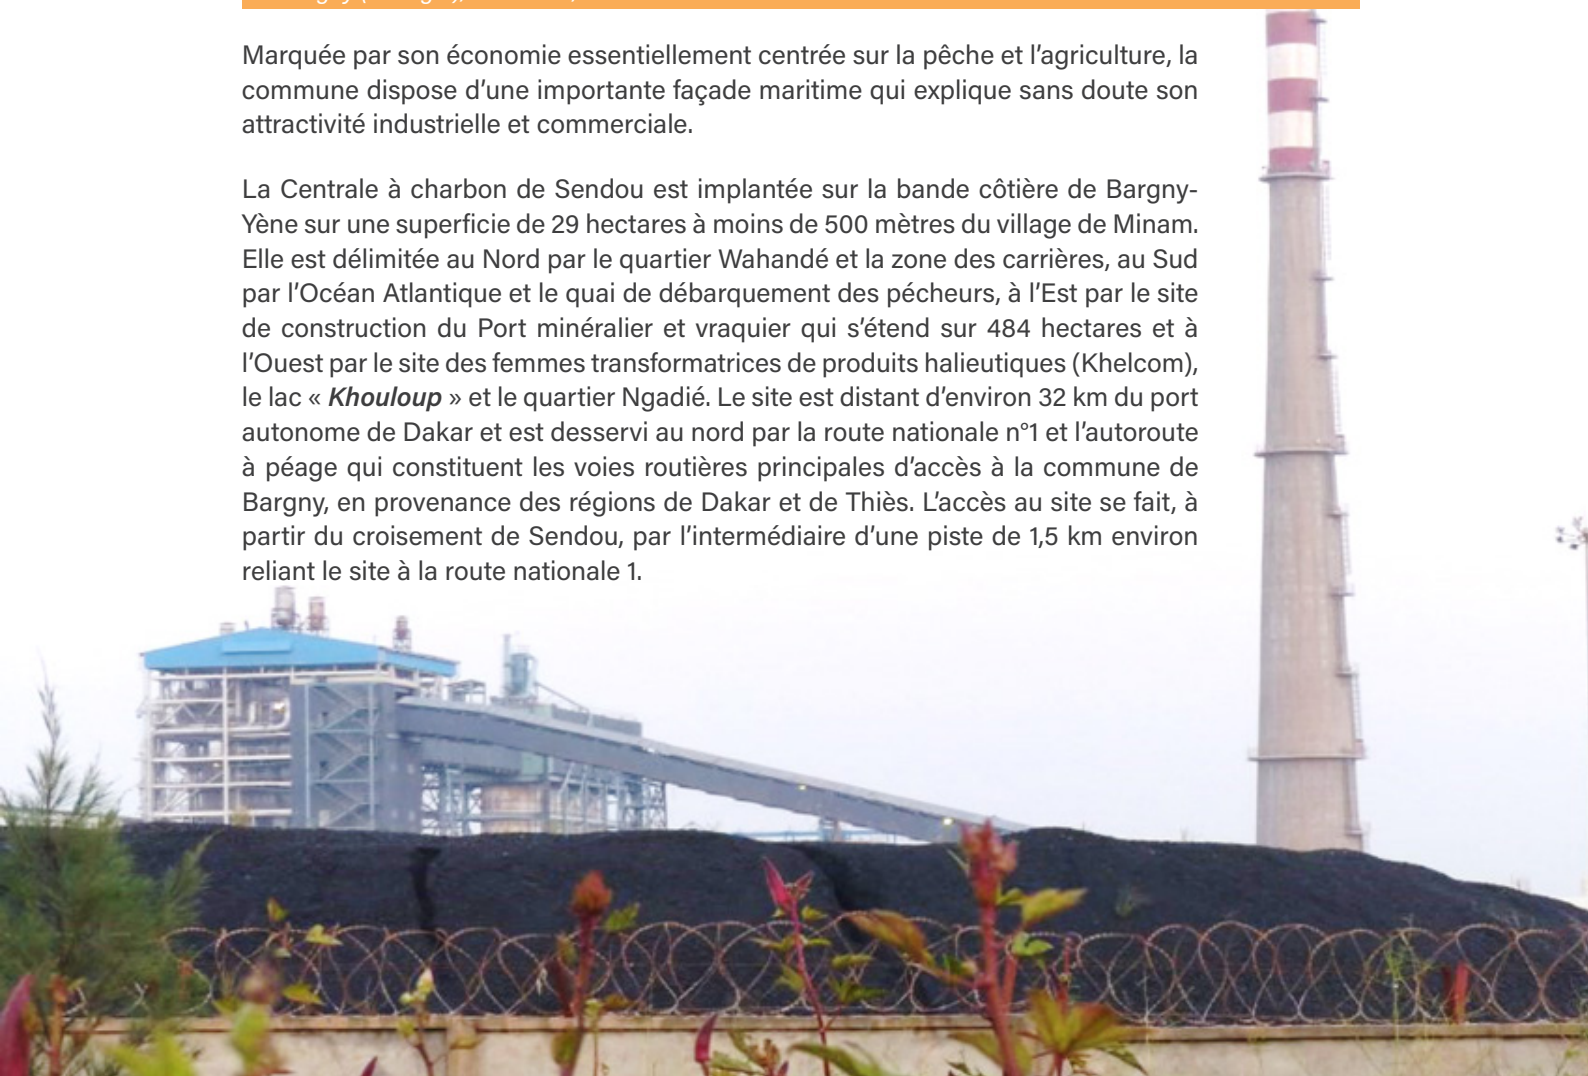 Marquée par son économie essentiellement centrée sur la pêche et l'agriculture, la
commune dispose d'une importante façade maritime qui explique sans doute son
attractivité industrielle et commerciale.
La Centrale à charbon de Sendou est implantée sur la bande côtière de Bargny-
Yène sur une superficie de 29 hectares à moins de 500 mètres du village de Minam.
Elle est délimitée au Nord par le quartier Wahandé et la zone des carrières, au Sud
par l'Océan Atlantique et le quai de débarquement des pécheurs, à l'Est par le site
de construction du Port minéralier et vraquier qui s'étend sur 484 hectares et à
l'Ouest par le site des femmes transformatrices de produits halieutiques (Khelcom),
le lac « Khouloup » et le quartier Ngadié. Le site est distant d'environ 32 km du port
autonome de Dakar et est desservi au nord par la route nationale n°1 et l'autoroute
à péage qui constituent les voies routières principales d'accès à la commune de
Bargny, en provenance des régions de Dakar et de Thiès. L'accès au site se fait, à
partir du croisement de Sendou, par l'intermédiaire d'une piste de 1,5 km environ
reliant le site à la route nationale 1.